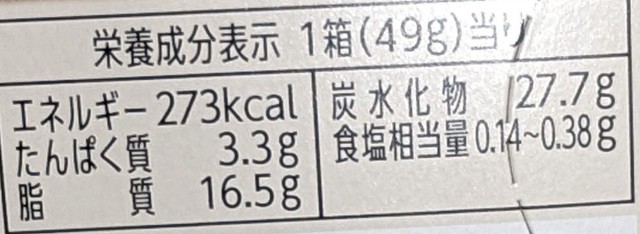 栄養成分表示 1箱(49g)当り
エネルギー 273kcal
たんぱく質 3.3g
脂質 16.5g
炭水化物 27.7g
食塩相当量 0.14~0.38g